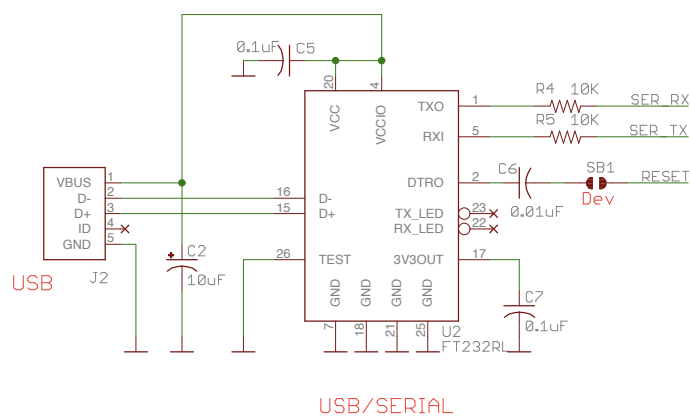 0.1uF C5
20
VCC
4
VCCIO
TXO 1 R4 10K SER_RX
RXI 5 R5 10K SER_TX
DTRO 2 C6 0.01uF SB1 RESET
Dev
TX_LED 23
RX_LED 22
VBUS 1
D- 2
D+ 3
ID 4
GND 5
J2
USB
C2
10uF
16 D-
15 D+
26 TEST
3V3OUT 17
GND GND GND GND
7 18 21 25
U2
FT232RL
C7
0.1uF
USB/SERIAL